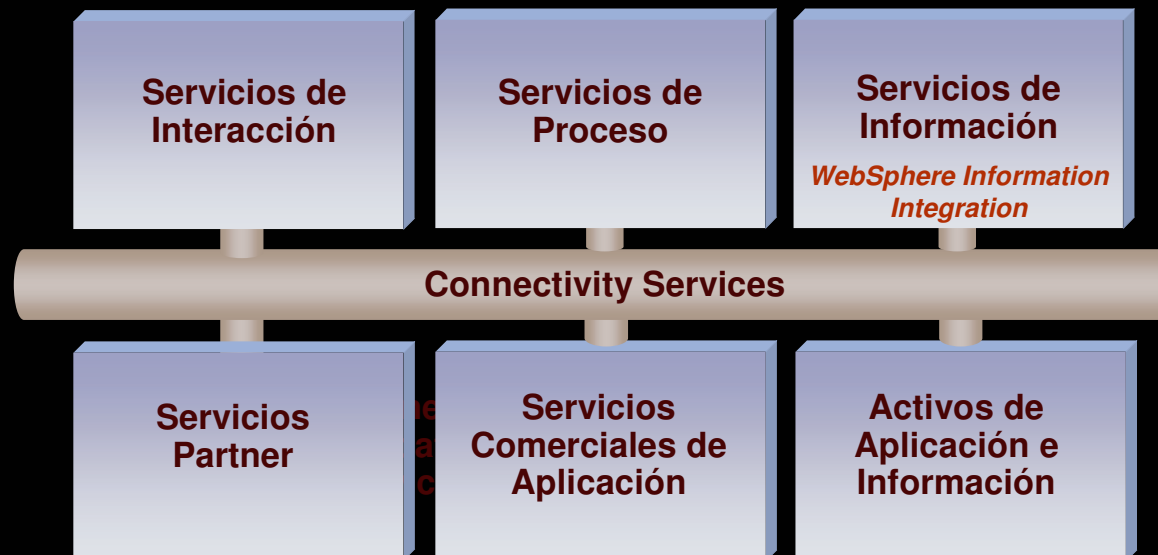 Servicios de
Interacción
Servicios de
Proceso
Servicios de
Información
WebSphere Information
Integration
Connectivity Services
Servicios
Partner
Servicios
Comerciales de
Aplicación
Activos de
Aplicación e
Información